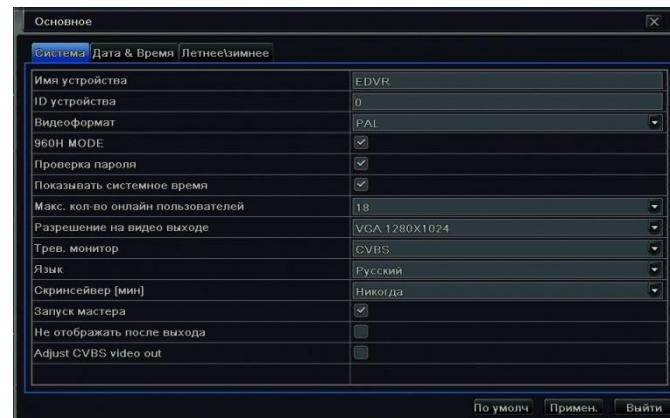 Основное
Система Дата & Время Летнее\зимнее
Имя устройства EDVR
ID устройства 0
Видеоформат PAL
960H MODE
Проверка пароля
Показывать системное время
Макс. кол-во онлайн пользователей 18
Разрешение на видео выходе VGA 1280X1024
Трев. монитор CVBS
Язык Русский
Скринсейвер [мин] Никогда
Запуск мастера
Не отображать после выхода
Adjust CVBS video out
По умолч Примен. Выйти